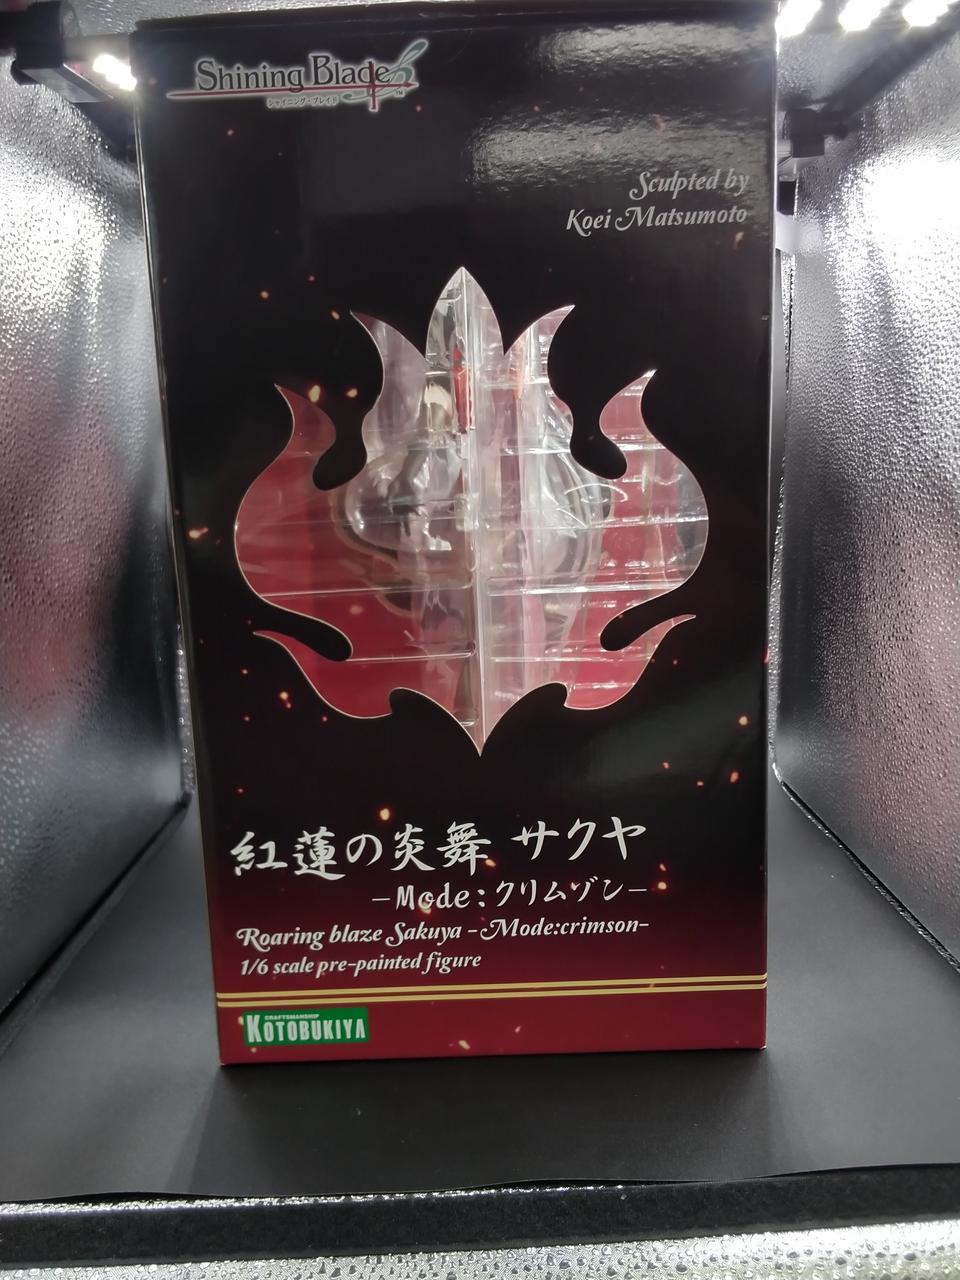 Shining Blade
シャイニング・ブレイド
TM
Sculpted by
Koei Matsumoto
紅蓮の炎舞 サクヤ
-Mode:クリムゾン-
Roaring blaze Sakuya -Mode:crimson-
1/6 scale pre-painted figure
CRAFTSMANSHIP
KOTOBUKIYA